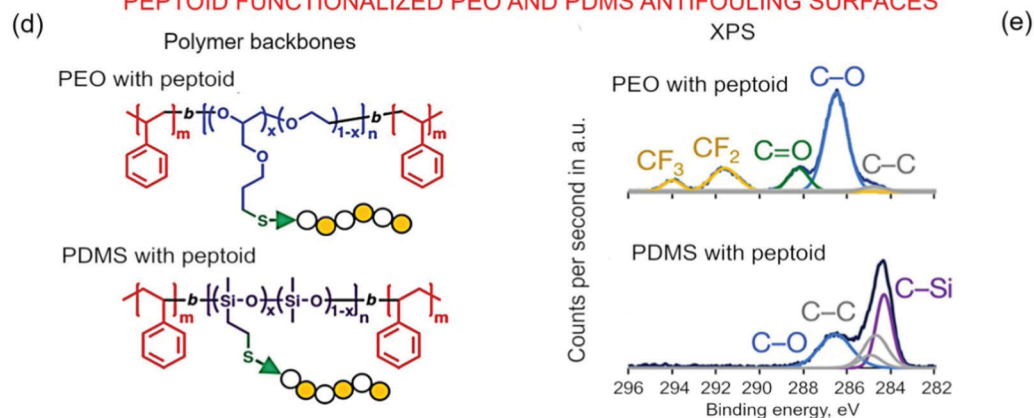 PEPTOID FUNCTIONALIZED PEO AND PDMS ANTIFOULING SURFACES
(d)
Polymer backbones
PEO with peptoid
m
b
O
x
O
1-x
n
b
m
O
S
PDMS with peptoid
m
b
Si-O
x
Si-O
1-x
n
b
m
S
XPS
(e)
PEO with peptoid
C–O
CF3
CF2
C=O
C–C
PDMS with peptoid
C–Si
C–C
C–O
Counts per second in a.u.
296 294 292 290 288 286 284 282
Binding energy, eV